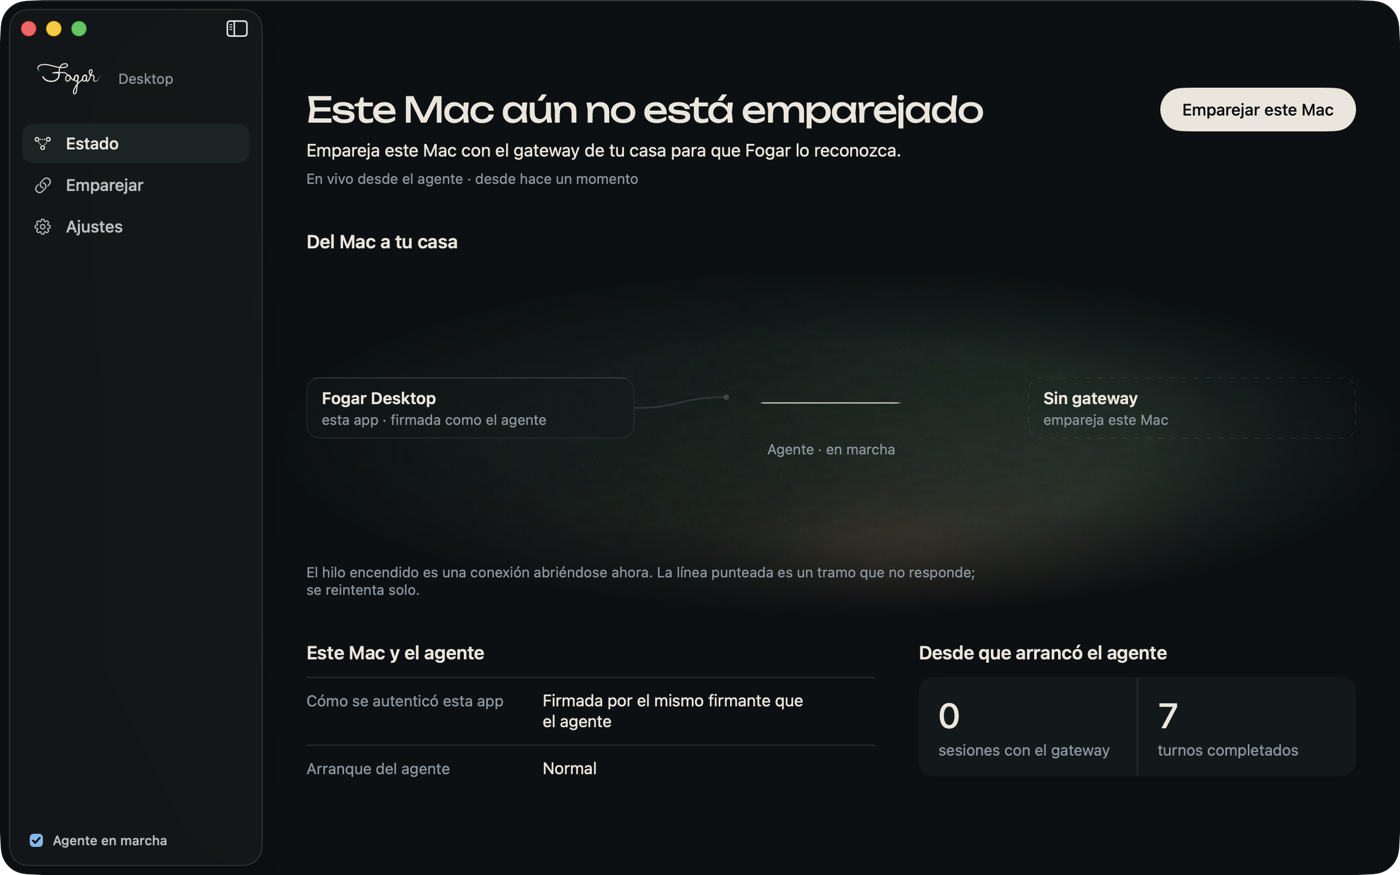 Fogar Desktop
Estado
Emparejar
Ajustes
Agente en marcha
Este Mac aún no está emparejado
Emparejar este Mac
Empareja este Mac con el gateway de tu casa para que Fogar lo reconozca.
En vivo desde el agente · desde hace un momento
Del Mac a tu casa
Fogar Desktop
esta app · firmada como el agente
Agente · en marcha
Sin gateway
empareja este Mac
El hilo encendido es una conexión abriéndose ahora. La línea punteada es un tramo que no responde;
se reintenta solo.
Este Mac y el agente
Cómo se autenticó esta app
Firmada por el mismo firmante que
el agente
Arranque del agente
Normal
Desde que arrancó el agente
0
sesiones con el gateway
7
turnos completados